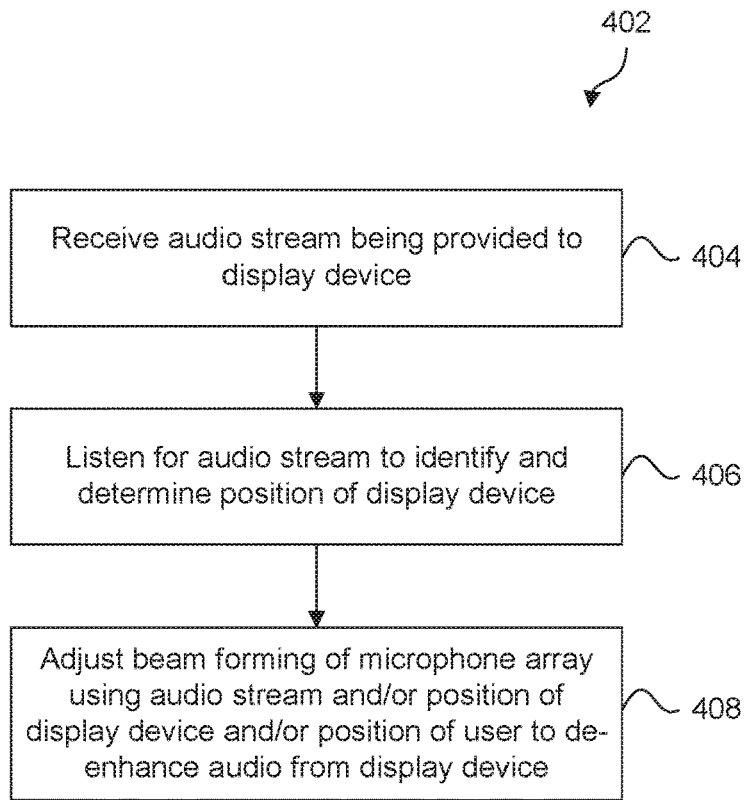 402
Receive audio stream being provided to
display device
404
Listen for audio stream to identify and
determine position of display device
406
Adjust beam forming of microphone array
using audio stream and/or position of
display device and/or position of user to de-
enhance audio from display device
408